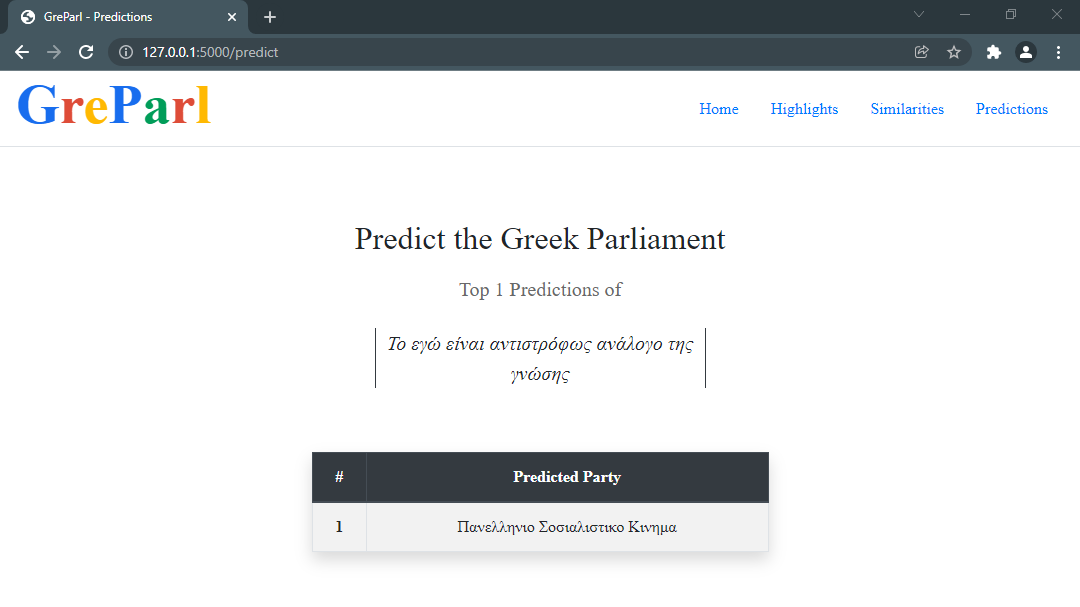 GreParl - Predictions
127.0.0.1:5000/predict
GreParl
Home Highlights Similarities Predictions
Predict the Greek Parliament
Top 1 Predictions of
Το εγώ είναι αντιστρόφως ανάλογο της
γνώσης
# Predicted Party
1 Πανελληνιο Σοσιαλιστικο Κινημα